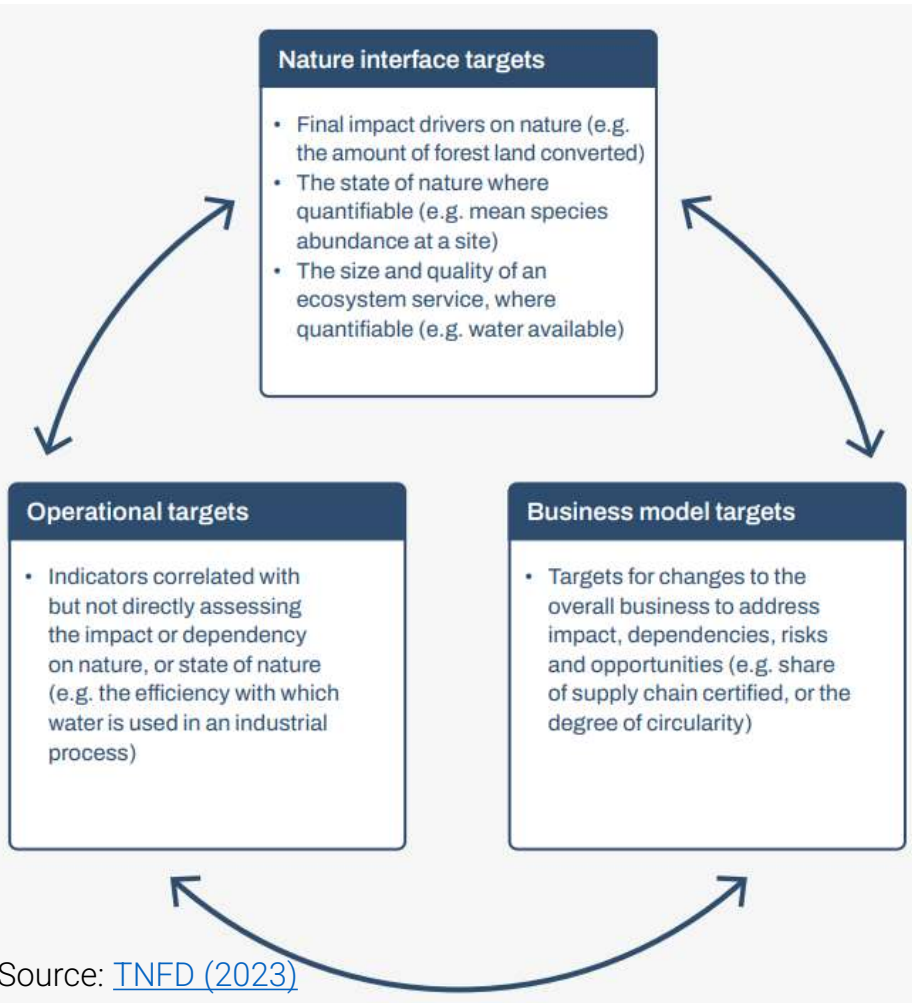 Nature interface targets
• Final impact drivers on nature (e.g.
the amount of forest land converted)
• The state of nature where
quantifiable (e.g. mean species
abundance at a site)
• The size and quality of an
ecosystem service, where
quantifiable (e.g. water available)
Operational targets
• Indicators correlated with
but not directly assessing
the impact or dependency
on nature, or state of nature
(e.g. the efficiency with which
water is used in an industrial
process)
Business model targets
• Targets for changes to the
overall business to address
impact, dependencies, risks
and opportunities (e.g. share
of supply chain certified, or the
degree of circularity)
Source: TNFD (2023)